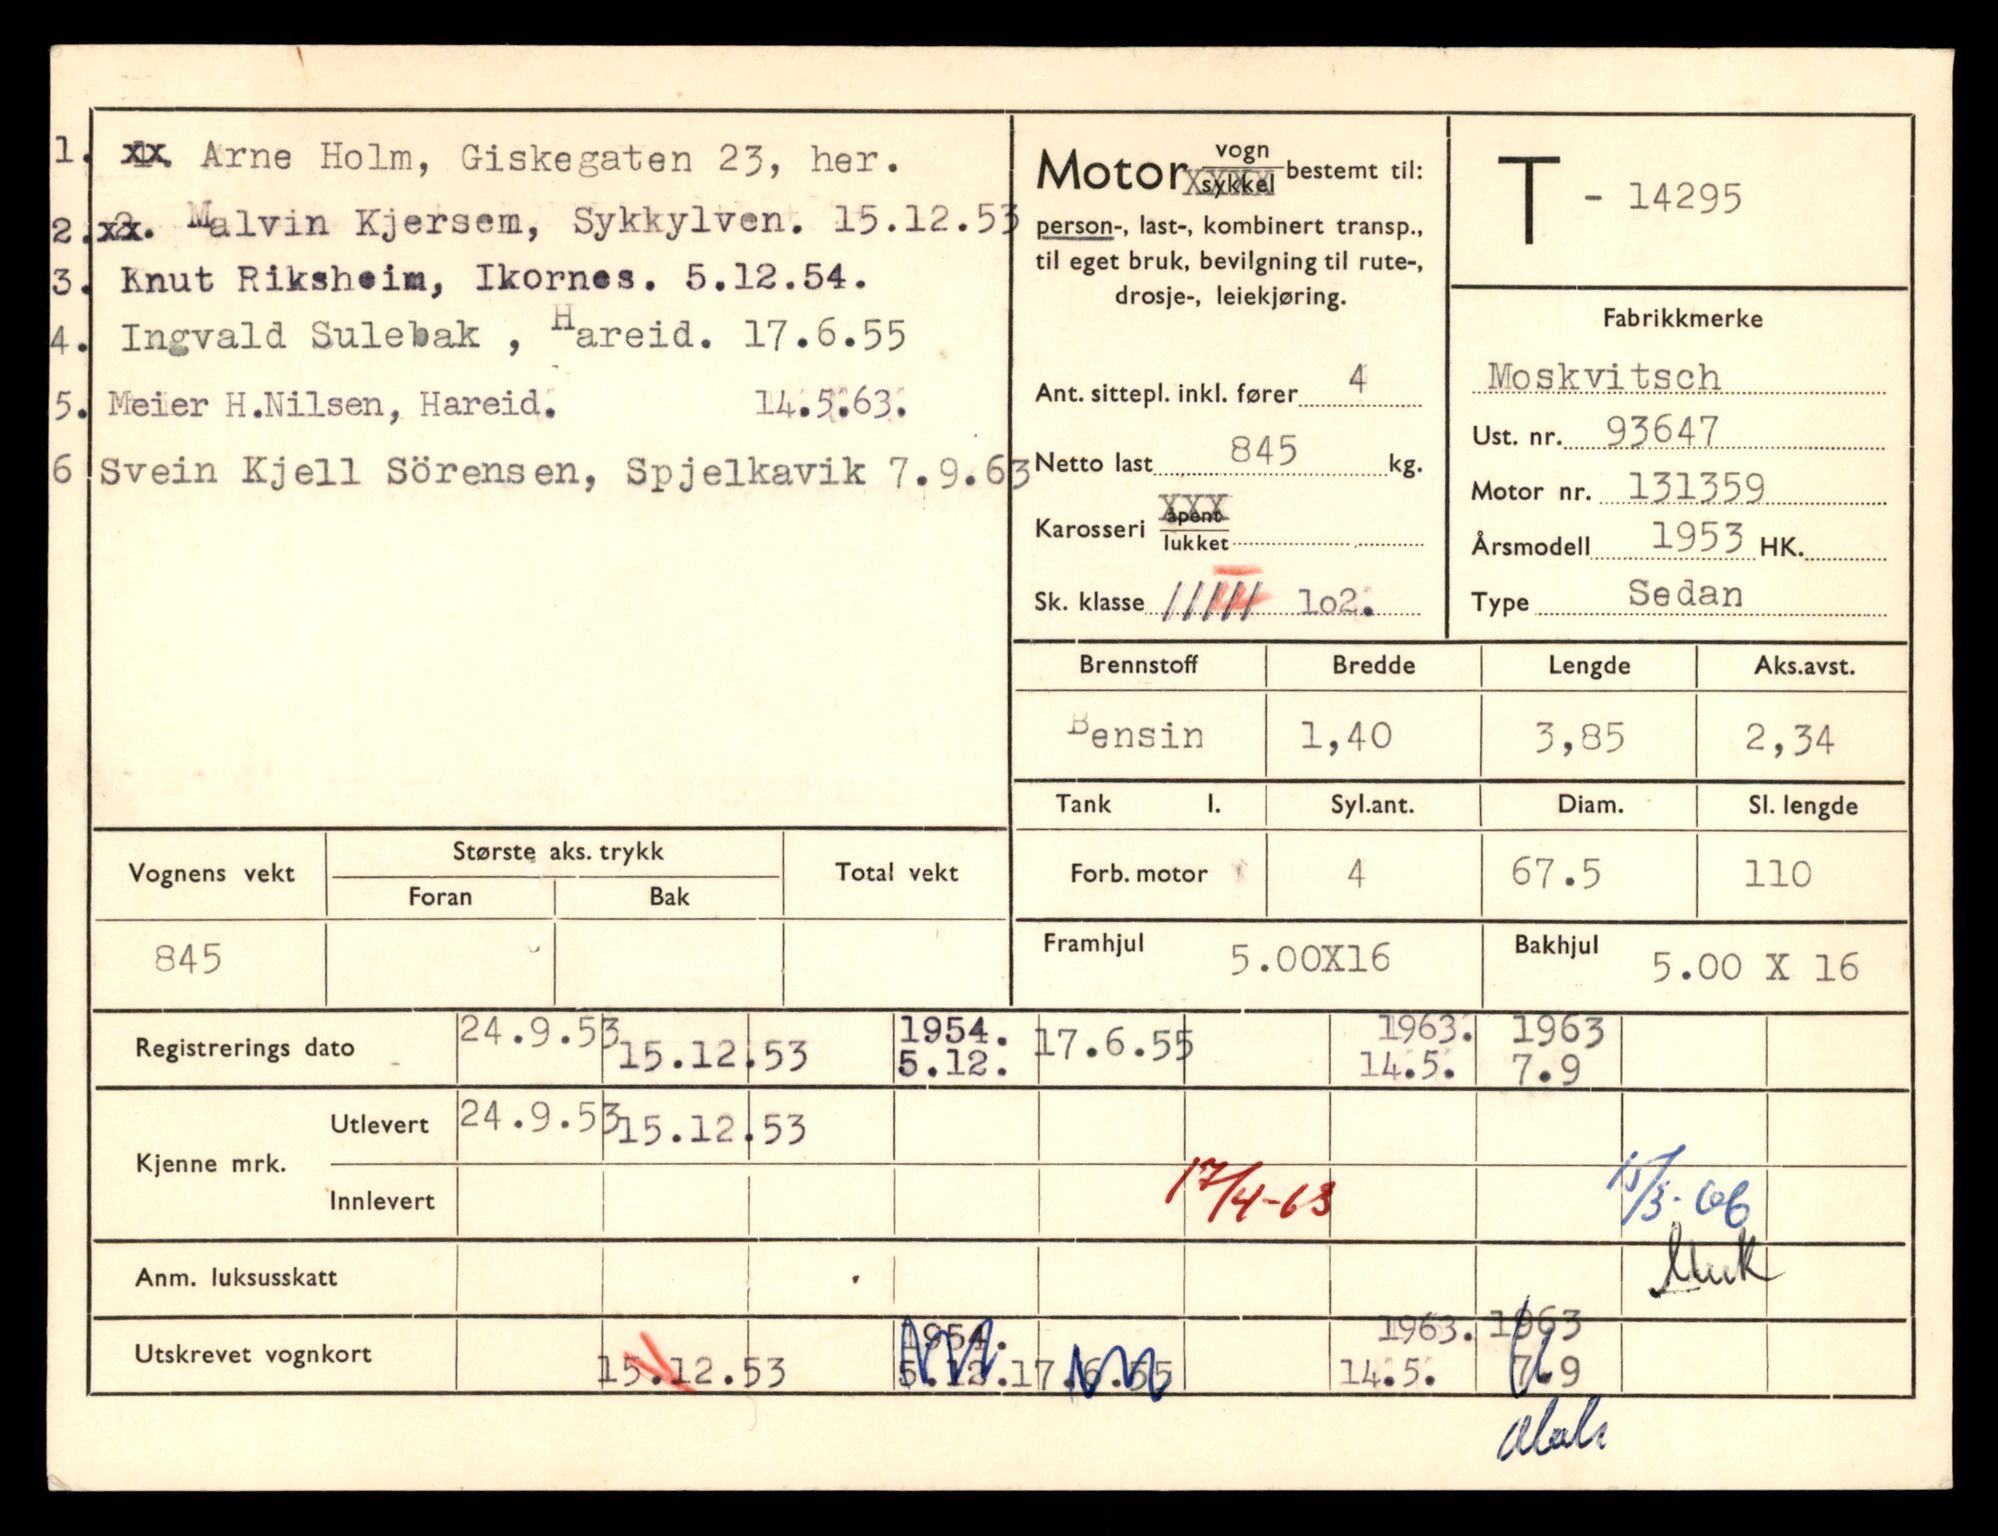 1. Arne Holm, Giskegaten 23, her.
2. Malvin Kjersem, Sykkylven. 15.12.53
3. Knut Riksheim, Ikornes. 5.12.54.
4. Ingvald Sulebak , Hareid. 17.6.55
5. Meier H.Nilsen, Hareid. 14.5.63.
6 Svein Kjell Sörensen, Spjelkavik 7.9.63
Motor vogn / sykkel bestemt til:
person-, last-, kombinert transp.,
til eget bruk, bevilgning til rute-,
drosje-, leiekjøring.
Ant. sittepl. inkl. fører 4
Netto last 845 kg.
Karosseri åpent / lukket
Sk. klasse lo2.
T - 14295
Fabrikkmerke
Moskvitsch
Ust. nr. 93647
Motor nr. 131359
Årsmodell 1953 HK.
Type Sedan
Brennstoff Bredde Lengde Aks.avst.
Bensin 1,40 3,85 2,34
Tank l. Syl.ant. Diam. Sl. lengde
Forb. motor 4 67.5 110
Framhjul 5.00X16 Bakhjul 5.00 X 16
Vognens vekt Største aks. trykk Total vekt
Foran Bak
845
Registrerings dato 24.9.53 15.12.53 1954. 5.12. 17.6.55 1963. 14.5. 1963 7.9
Kjenne mrk.
Utlevert 24.9.53 15.12.53
Innlevert 17/4-63 15/3-66
Anm. luksusskatt
Utskrevet vognkort 15.12.53 1954. 5.12. 17.6.55 1963. 14.5. 1963 7.9